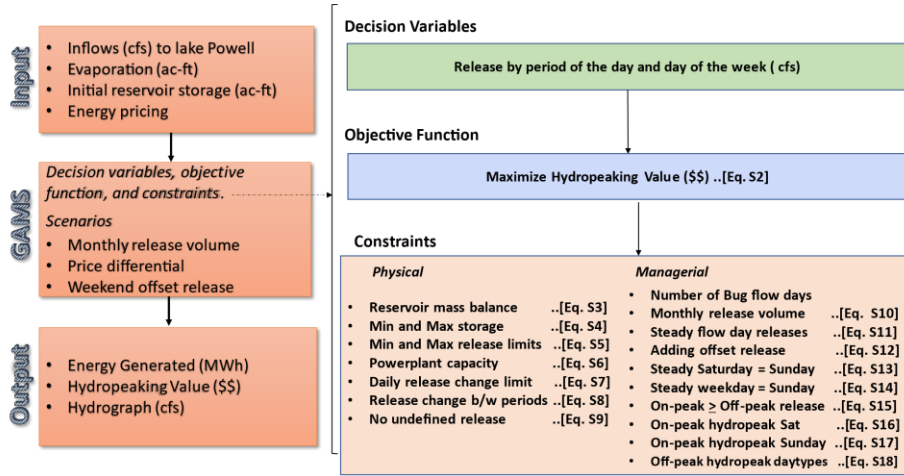 Input
• Inflows (cfs) to lake Powell
• Evaporation (ac-ft)
• Initial reservoir storage (ac-ft)
• Energy pricing
GAMS
Decision variables, objective
function, and constraints.
Scenarios
• Monthly release volume
• Price differential
• Weekend offset release
Output
• Energy Generated (MWh)
• Hydropeaking Value ($$)
• Hydrograph (cfs)
Decision Variables
Release by period of the day and day of the week ( cfs)
Objective Function
Maximize Hydropeaking Value ($$) ..[Eq. S2]
Constraints
Physical
• Reservoir mass balance ..[Eq. S3]
• Min and Max storage ..[Eq. S4]
• Min and Max release limits ..[Eq. S5]
• Powerplant capacity ..[Eq. S6]
• Daily release change limit ..[Eq. S7]
• Release change b/w periods ..[Eq. S8]
• No undefined release ..[Eq. S9]
Managerial
• Number of Bug flow days
• Monthly release volume ..[Eq. S10]
• Steady flow day releases ..[Eq. S11]
• Adding offset release ..[Eq. S12]
• Steady Saturday = Sunday ..[Eq. S13]
• Steady weekday = Sunday ..[Eq. S14]
• On-peak ≥ Off-peak release ..[Eq. S15]
• On-peak hydropeak Sat ..[Eq. S16]
• On-peak hydropeak Sunday ..[Eq. S17]
• Off-peak hydropeak daytypes ..[Eq. S18]